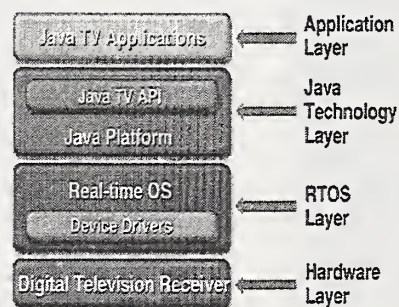 Java TV Applications
Application
Layer
Java TV API
Java Platform
Java
Technology
Layer
Real-time OS
Device Drivers
RTOS
Layer
Digital Television Receiver
Hardware
Layer